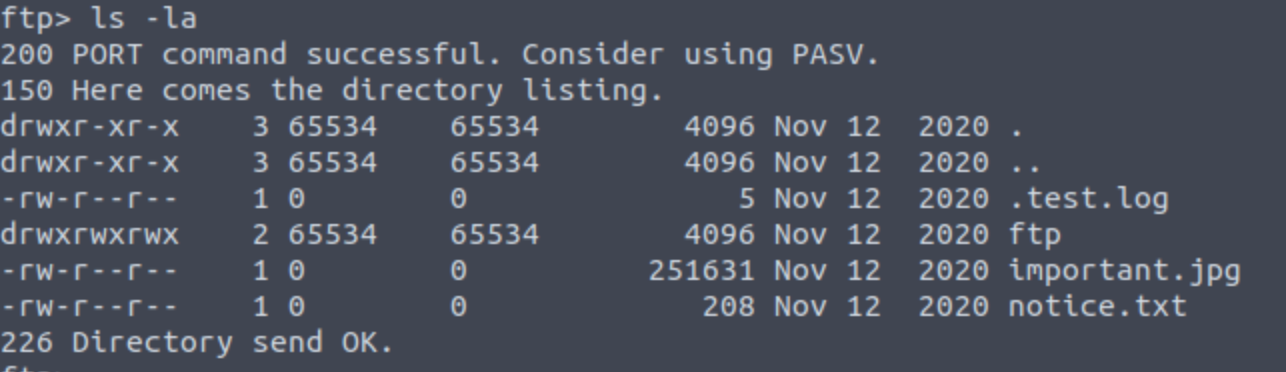 ftp> ls -la
200 PORT command successful. Consider using PASV.
150 Here comes the directory listing.
drwxr-xr-x    3 65534    65534        4096 Nov 12  2020 .
drwxr-xr-x    3 65534    65534        4096 Nov 12  2020 ..
-rw-r--r--    1 0        0               5 Nov 12  2020 .test.log
drwxrwxrwx    2 65534    65534        4096 Nov 12  2020 ftp
-rw-r--r--    1 0        0          251631 Nov 12  2020 important.jpg
-rw-r--r--    1 0        0             208 Nov 12  2020 notice.txt
226 Directory send OK.